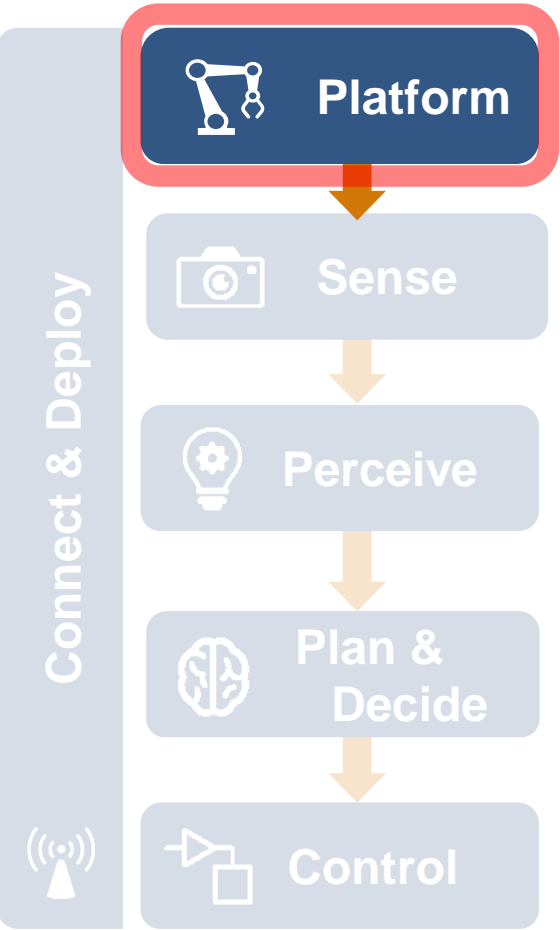 Platform
Sense
Perceive
Plan &
Decide
Control
Connect & Deploy